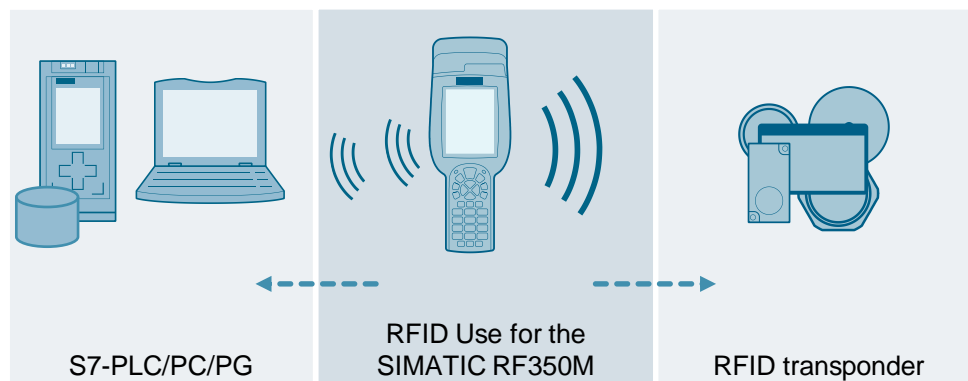 S7-PLC/PC/PG
RFID Use for the
SIMATIC RF350M
RFID transponder